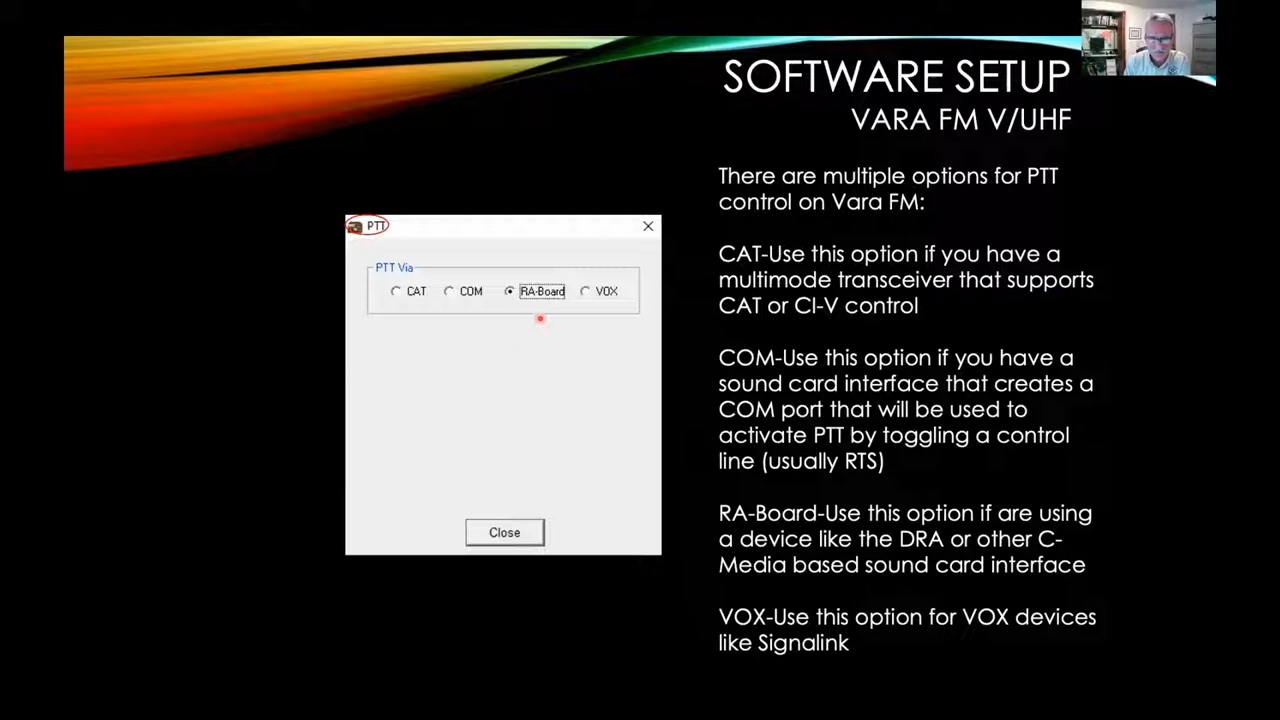 SOFTWARE SETUP
VARA FM V/UHF
There are multiple options for PTT
control on Vara FM:
CAT-Use this option if you have a
multimode transceiver that supports
CAT or CI-V control
COM-Use this option if you have a
sound card interface that creates a
COM port that will be used to
activate PTT by toggling a control
line (usually RTS)
RA-Board-Use this option if are using
a device like the DRA or other C-
Media based sound card interface
VOX-Use this option for VOX devices
like Signalink
PTT
PTT Via
CAT COM RA-Board VOX
Close